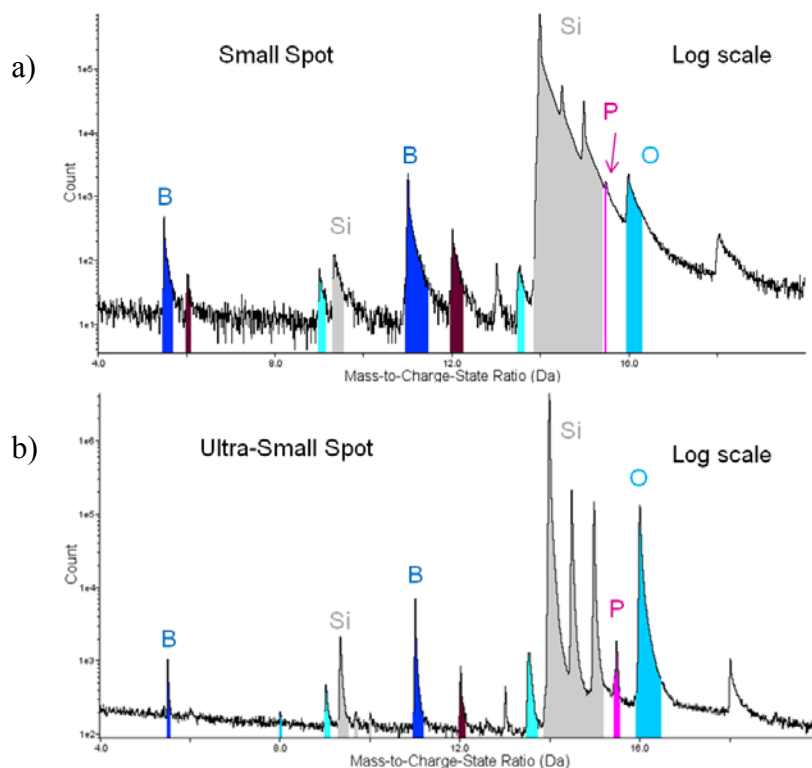 a)
Small Spot
Si
Log scale
1e5
P
1e4
B
O
Count
1e3
B
Si
1e2
1e1
4.0 8.0 12.0 16.0
Mass-to-Charge-State Ratio (Da)
b)
Ultra-Small Spot
Si
Log scale
1e6
O
1e5
Count
B
P
1e4
B
Si
1e3
1e2
4.0 8.0 12.0 16.0
Mass-to-Charge-State Ratio (Da)